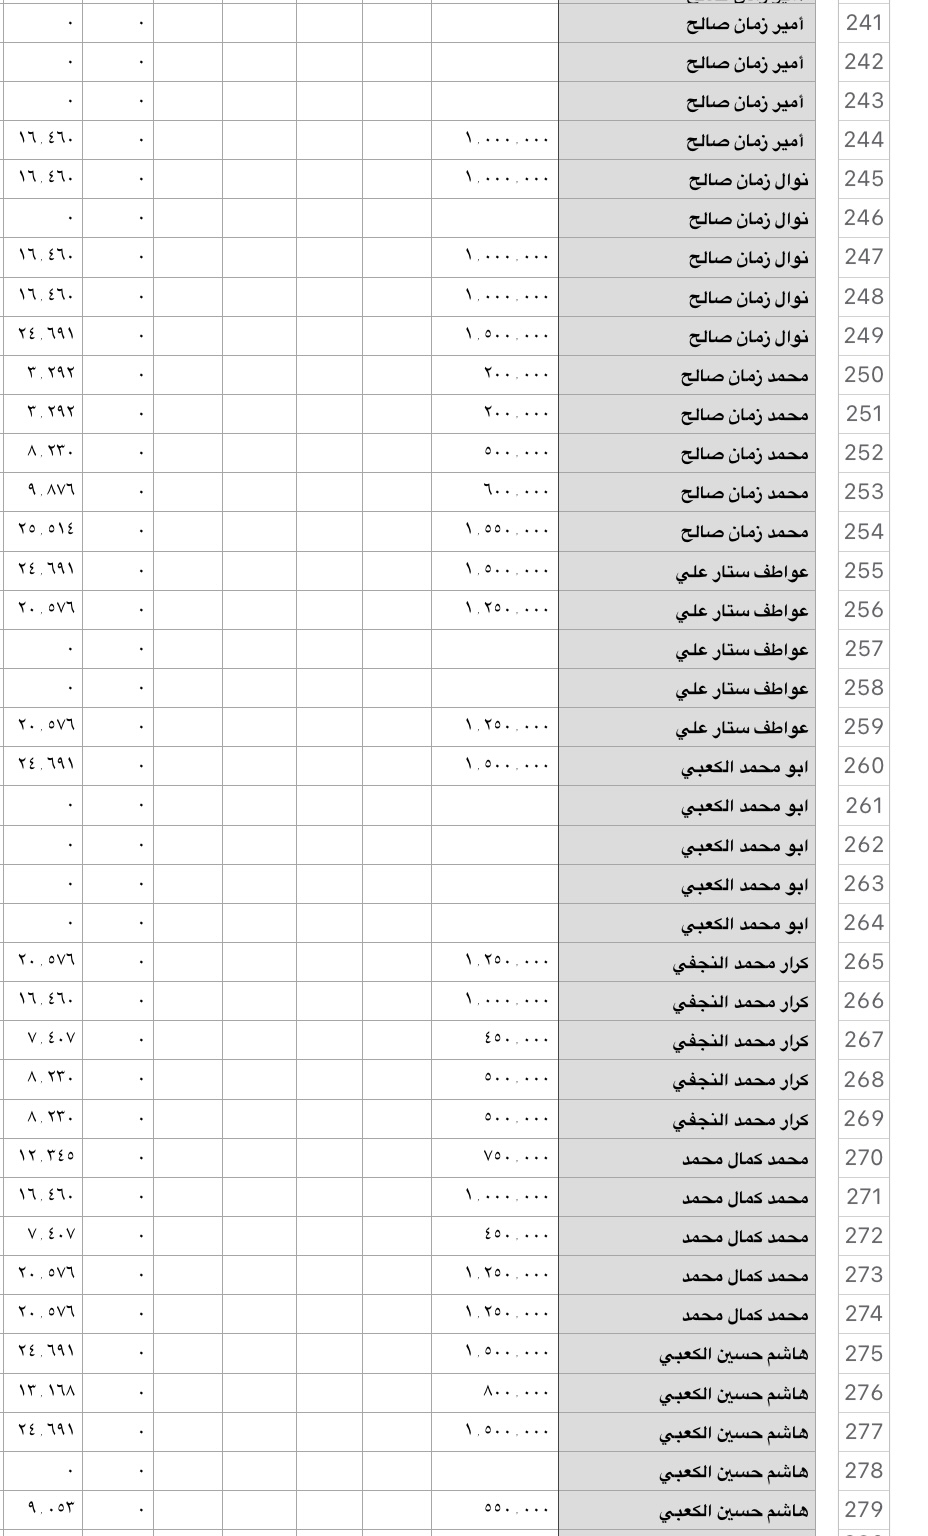 241 أمير زمان صالح ٠ ٠
242 أمير زمان صالح ٠ ٠
243 أمير زمان صالح ٠ ٠
244 أمير زمان صالح ١.٠٠٠.٠٠٠ ٠ ١٦.٤٦٠
245 نوال زمان صالح ١.٠٠٠.٠٠٠ ٠ ١٦.٤٦٠
246 نوال زمان صالح ٠ ٠
247 نوال زمان صالح ١.٠٠٠.٠٠٠ ٠ ١٦.٤٦٠
248 نوال زمان صالح ١.٠٠٠.٠٠٠ ٠ ١٦.٤٦٠
249 نوال زمان صالح ١.٥٠٠.٠٠٠ ٠ ٢٤.٦٩١
250 محمد زمان صالح ٢٠٠.٠٠٠ ٠ ٣.٢٩٢
251 محمد زمان صالح ٢٠٠.٠٠٠ ٠ ٣.٢٩٢
252 محمد زمان صالح ٥٠٠.٠٠٠ ٠ ٨.٢٣٠
253 محمد زمان صالح ٦٠٠.٠٠٠ ٠ ٩.٨٧٦
254 محمد زمان صالح ١.٥٥٠.٠٠٠ ٠ ٢٥.٥١٤
255 عواطف ستار علي ١.٥٠٠.٠٠٠ ٠ ٢٤.٦٩١
256 عواطف ستار علي ١.٢٥٠.٠٠٠ ٠ ٢٠.٥٧٦
257 عواطف ستار علي ٠ ٠
258 عواطف ستار علي ٠ ٠
259 عواطف ستار علي ١.٢٥٠.٠٠٠ ٠ ٢٠.٥٧٦
260 ابو محمد الكعبي ١.٥٠٠.٠٠٠ ٠ ٢٤.٦٩١
261 ابو محمد الكعبي ٠ ٠
262 ابو محمد الكعبي ٠ ٠
263 ابو محمد الكعبي ٠ ٠
264 ابو محمد الكعبي ٠ ٠
265 كرار محمد النجفي ١.٢٥٠.٠٠٠ ٠ ٢٠.٥٧٦
266 كرار محمد النجفي ١.٠٠٠.٠٠٠ ٠ ١٦.٤٦٠
267 كرار محمد النجفي ٤٥٠.٠٠٠ ٠ ٧.٤٠٧
268 كرار محمد النجفي ٥٠٠.٠٠٠ ٠ ٨.٢٣٠
269 كرار محمد النجفي ٥٠٠.٠٠٠ ٠ ٨.٢٣٠
270 محمد كمال محمد ٧٥٠.٠٠٠ ٠ ١٢.٣٤٥
271 محمد كمال محمد ١.٠٠٠.٠٠٠ ٠ ١٦.٤٦٠
272 محمد كمال محمد ٤٥٠.٠٠٠ ٠ ٧.٤٠٧
273 محمد كمال محمد ١.٢٥٠.٠٠٠ ٠ ٢٠.٥٧٦
274 محمد كمال محمد ١.٢٥٠.٠٠٠ ٠ ٢٠.٥٧٦
275 هاشم حسين الكعبي ١.٥٠٠.٠٠٠ ٠ ٢٤.٦٩١
276 هاشم حسين الكعبي ٨٠٠.٠٠٠ ٠ ١٣.١٦٨
277 هاشم حسين الكعبي ١.٥٠٠.٠٠٠ ٠ ٢٤.٦٩١
278 هاشم حسين الكعبي ٠ ٠
279 هاشم حسين الكعبي ٥٥٠.٠٠٠ ٠ ٩.٠٥٣